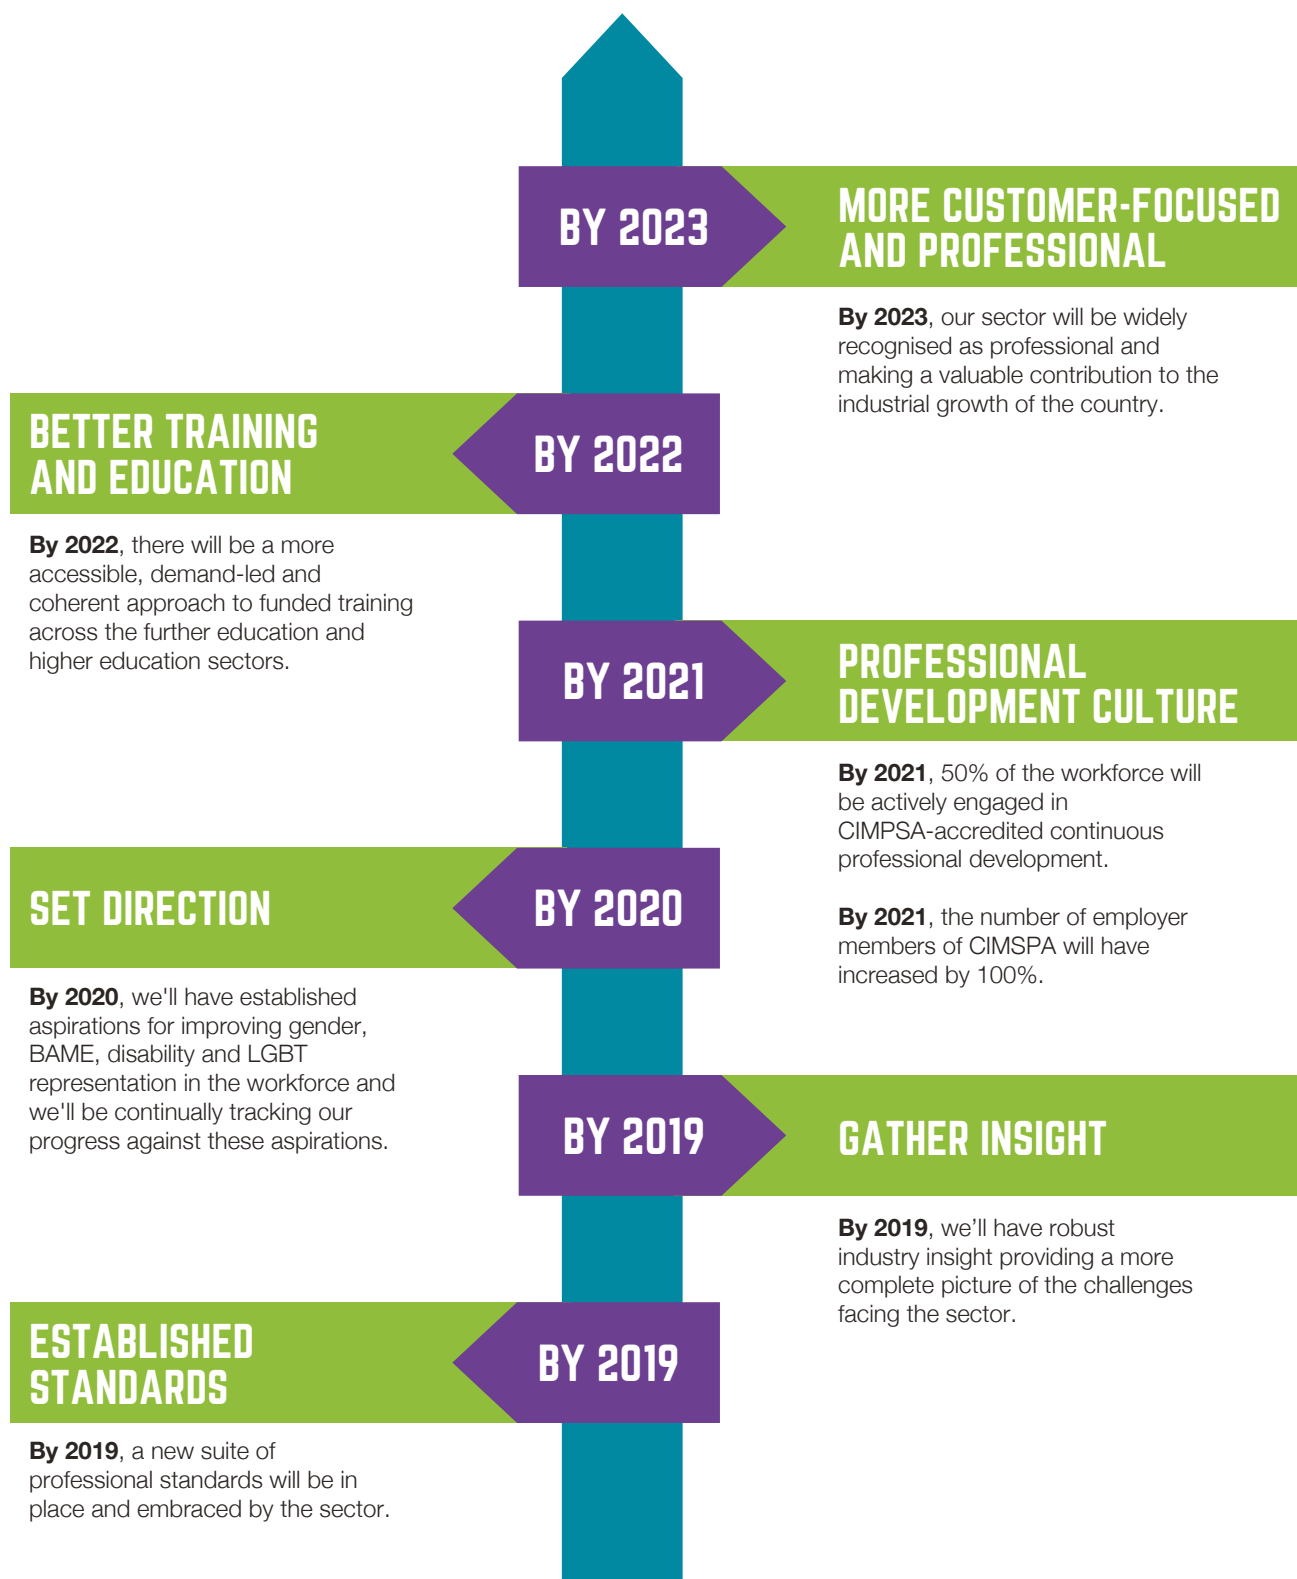 BY 2023
MORE CUSTOMER-FOCUSED
AND PROFESSIONAL
By 2023, our sector will be widely
recognised as professional and
making a valuable contribution to the
industrial growth of the country.
BETTER TRAINING
AND EDUCATION
BY 2022
By 2022, there will be a more
accessible, demand-led and
coherent approach to funded training
across the further education and
higher education sectors.
BY 2021
PROFESSIONAL
DEVELOPMENT CULTURE
By 2021, 50% of the workforce will
be actively engaged in
CIMPSA-accredited continuous
professional development.
By 2021, the number of employer
members of CIMSPA will have
increased by 100%.
SET DIRECTION
BY 2020
By 2020, we'll have established
aspirations for improving gender,
BAME, disability and LGBT
representation in the workforce and
we'll be continually tracking our
progress against these aspirations.
BY 2019
GATHER INSIGHT
By 2019, we’ll have robust
industry insight providing a more
complete picture of the challenges
facing the sector.
ESTABLISHED
STANDARDS
BY 2019
By 2019, a new suite of
professional standards will be in
place and embraced by the sector.